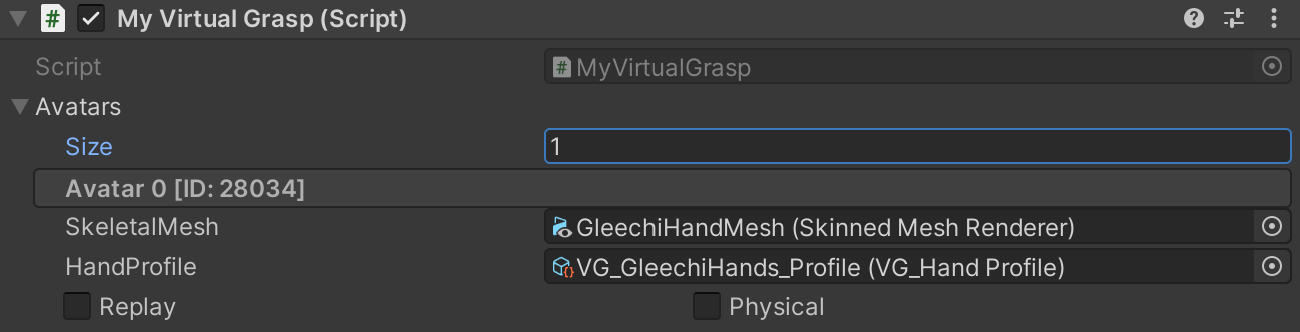 My Virtual Grasp (Script)
Script MyVirtualGrasp
Avatars
Size 1
Avatar 0 [ID: 28034]
SkeletalMesh GleechiHandMesh (Skinned Mesh Renderer)
HandProfile VG_GleechiHands_Profile (VG_Hand Profile)
Replay Physical